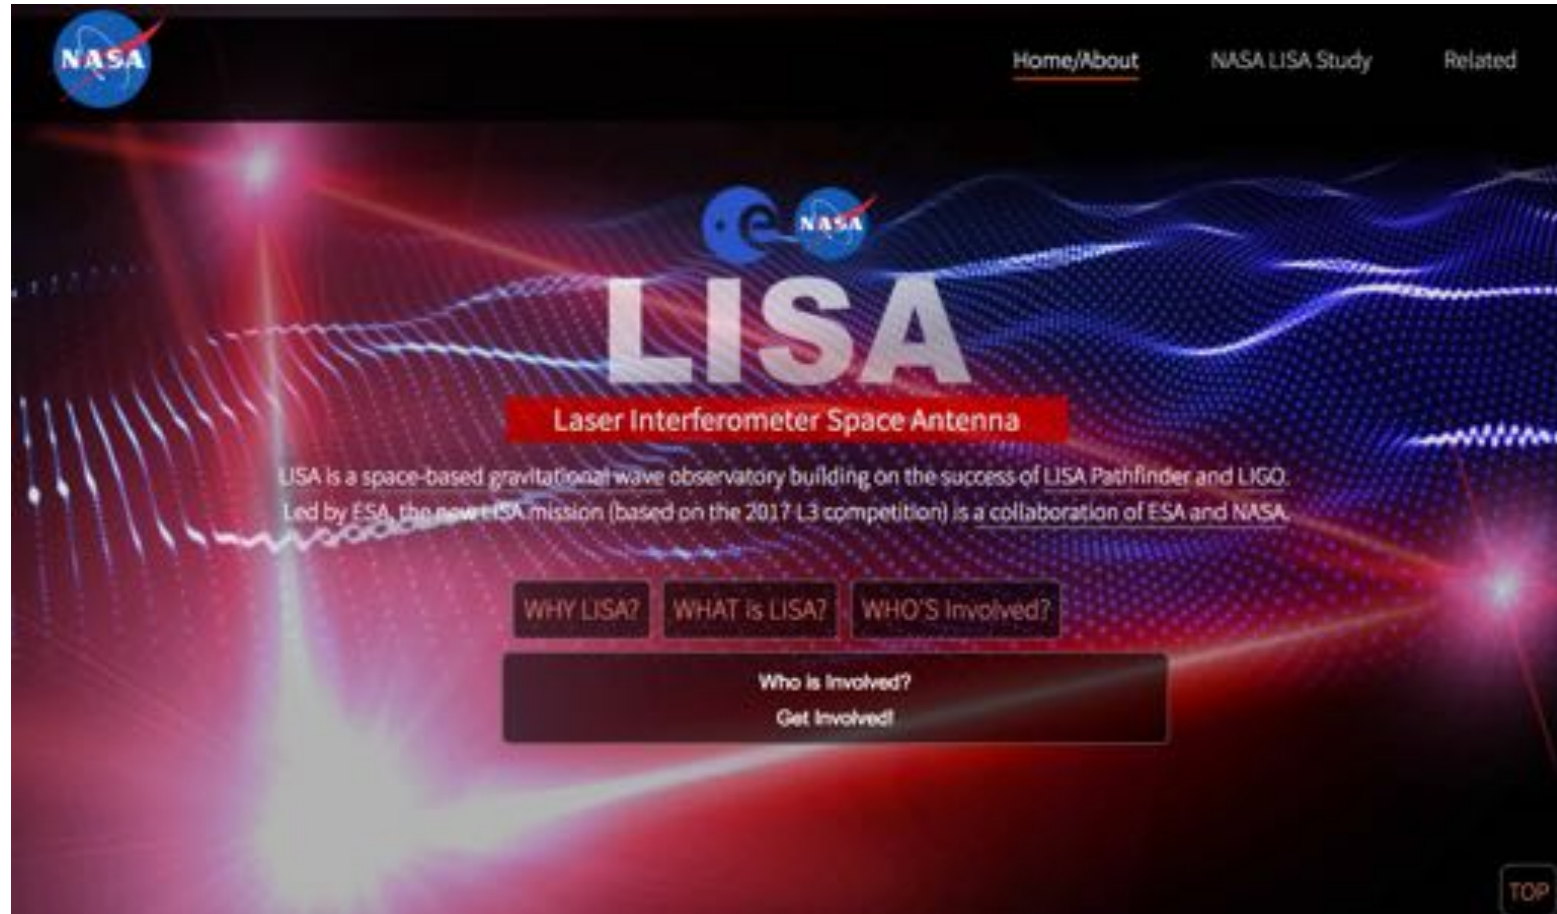 NASA
Home/About NASA LISA Study Related
e NASA
LISA
Laser Interferometer Space Antenna
LISA is a space-based gravitational wave observatory building on the success of LISA Pathfinder and LIGO.
Led by ESA, the new LISA mission (based on the 2017 L3 competition) is a collaboration of ESA and NASA.
WHY LISA? WHAT is LISA? WHO'S Involved?
Who is Involved?
Get Involved!
TOP